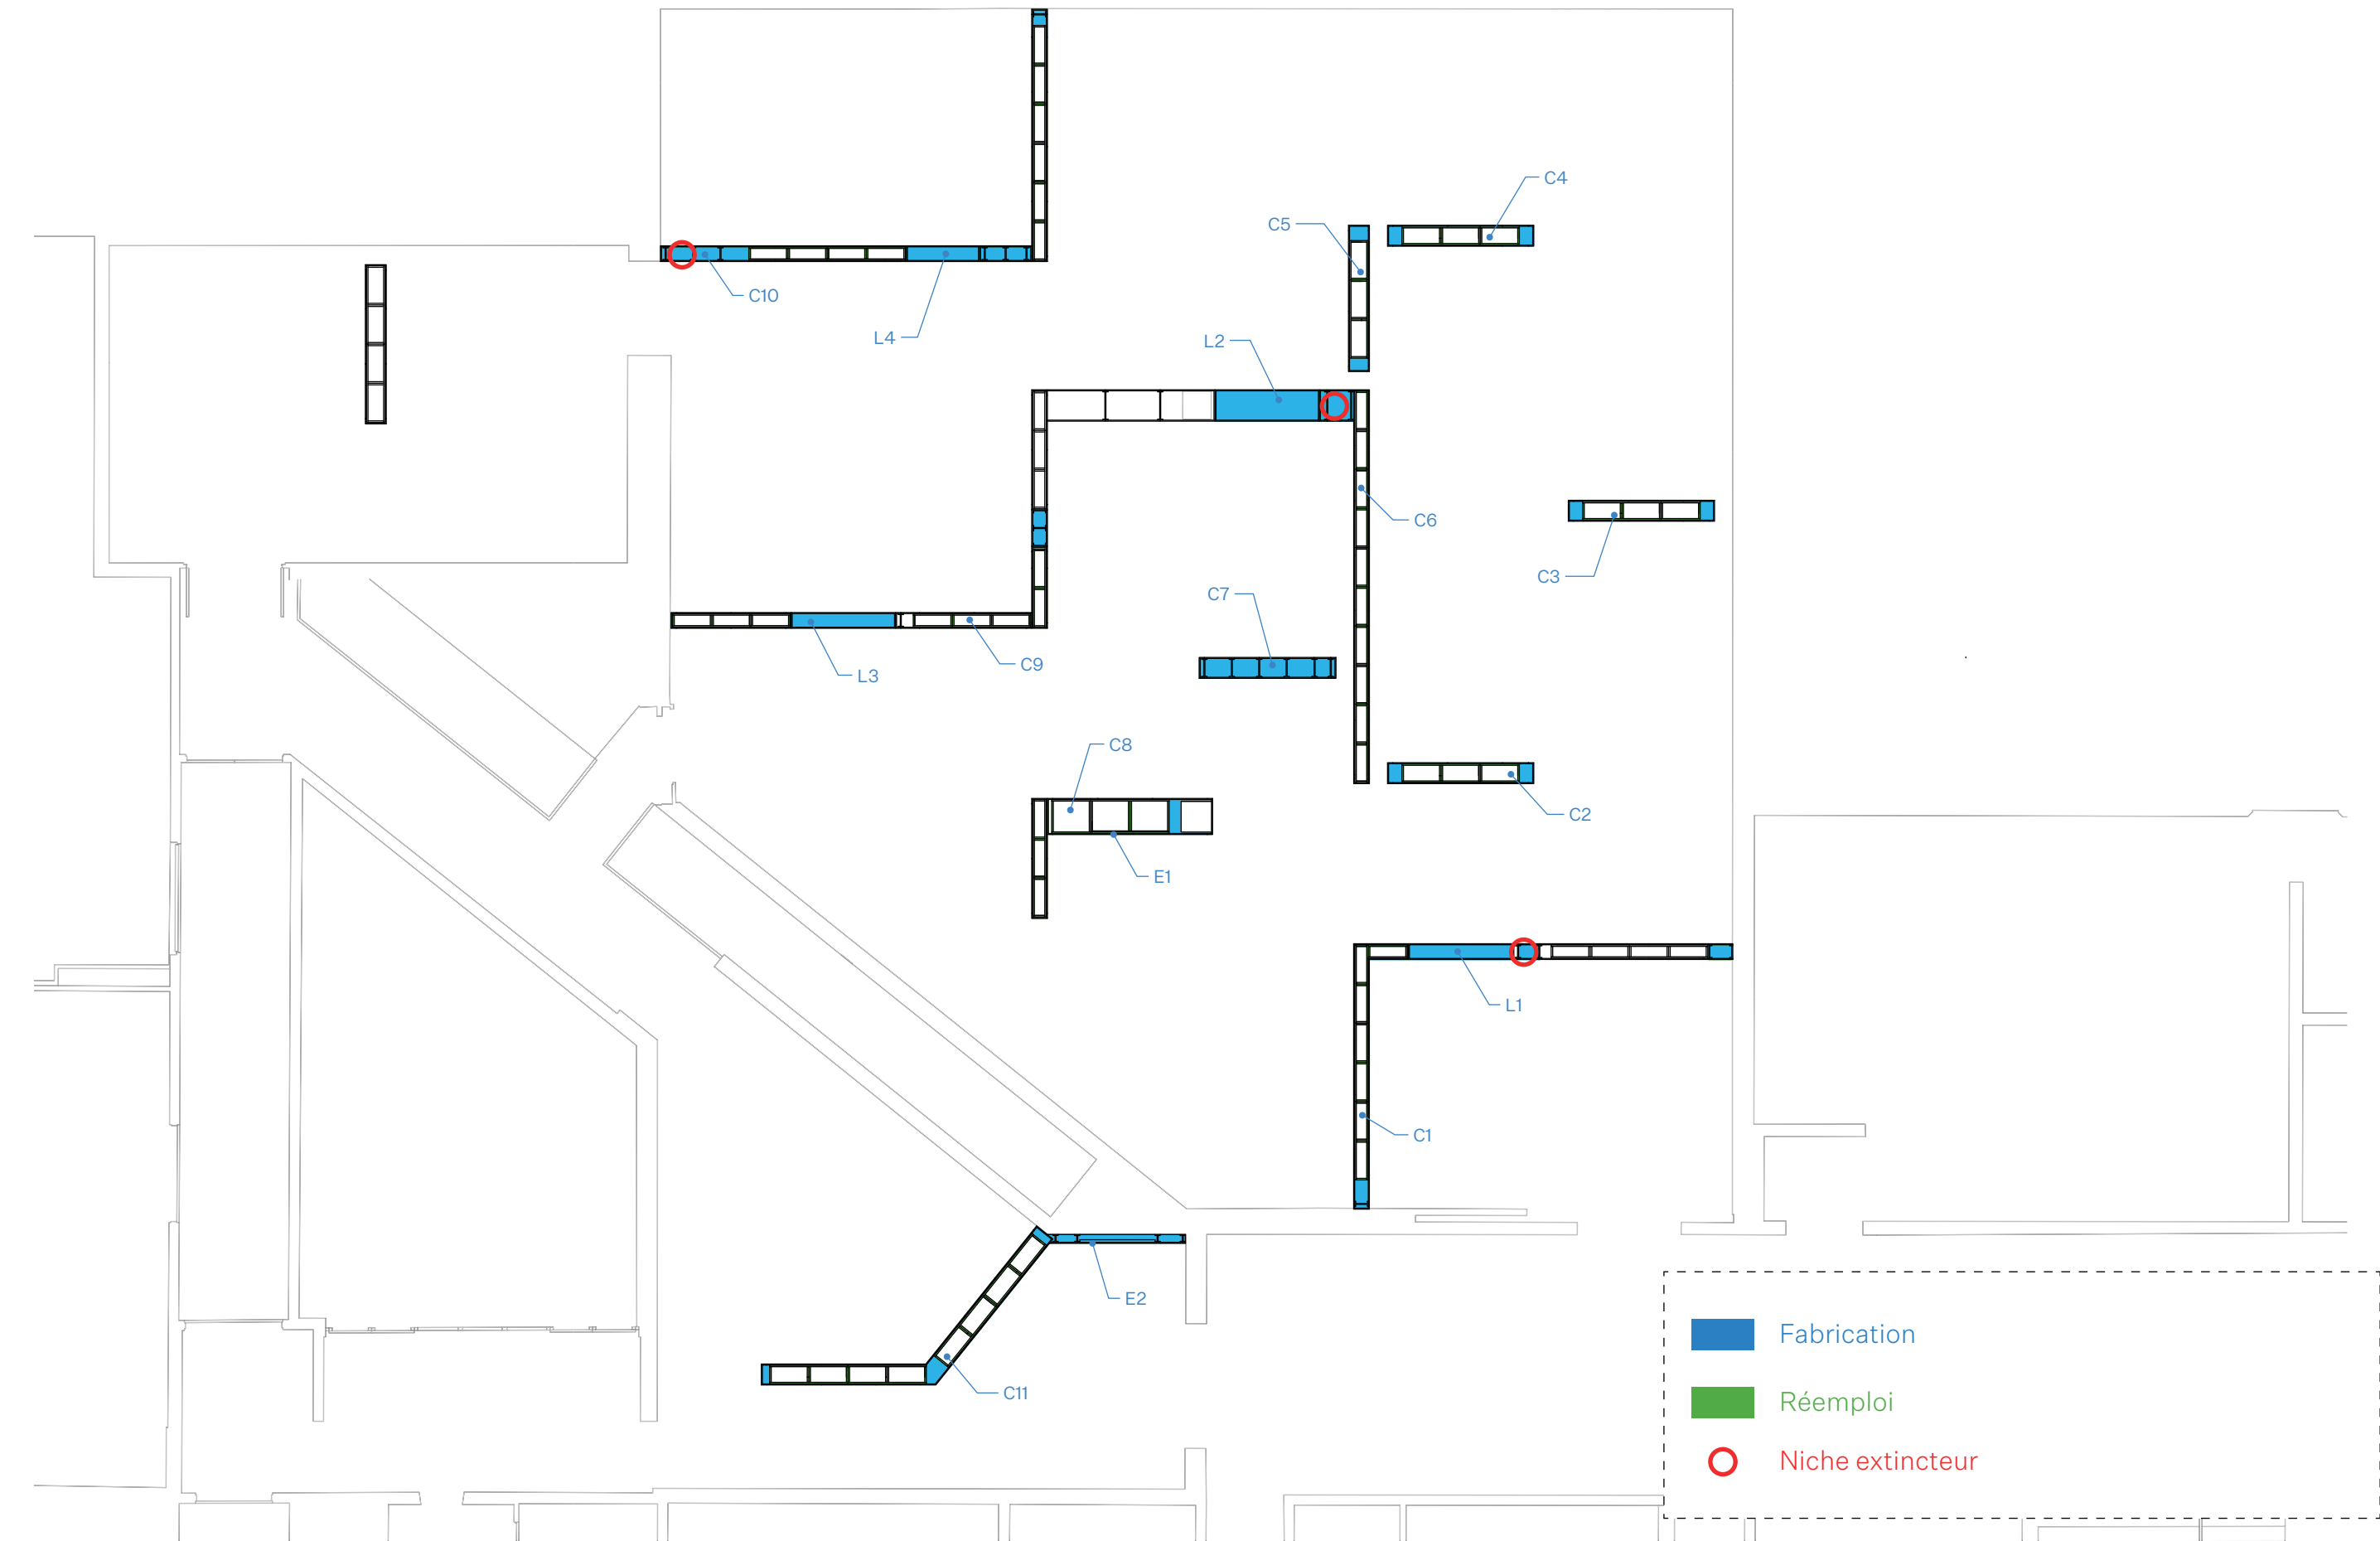 C4
C5
C10
L4
L2
C6
C3
C7
C9
L3
C8
C2
E1
L1
C1
E2
C11
Fabrication
Réemploi
Niche extincteur